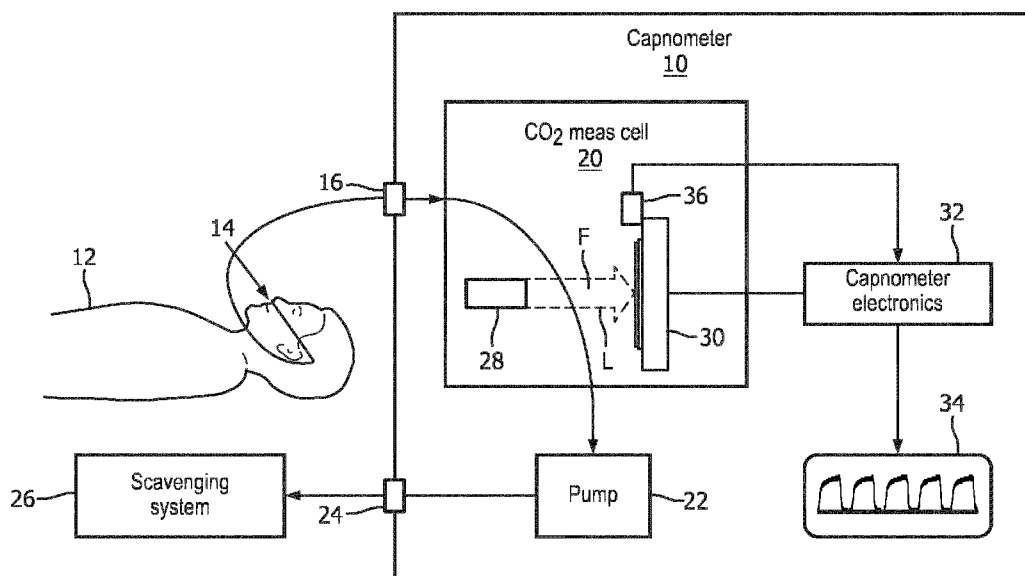 Capnometer
10
CO2 meas cell
20
16
36
14
F
32
12
Capnometer
electronics
28
L
30
34
Scavenging
system
Pump
26
24
22